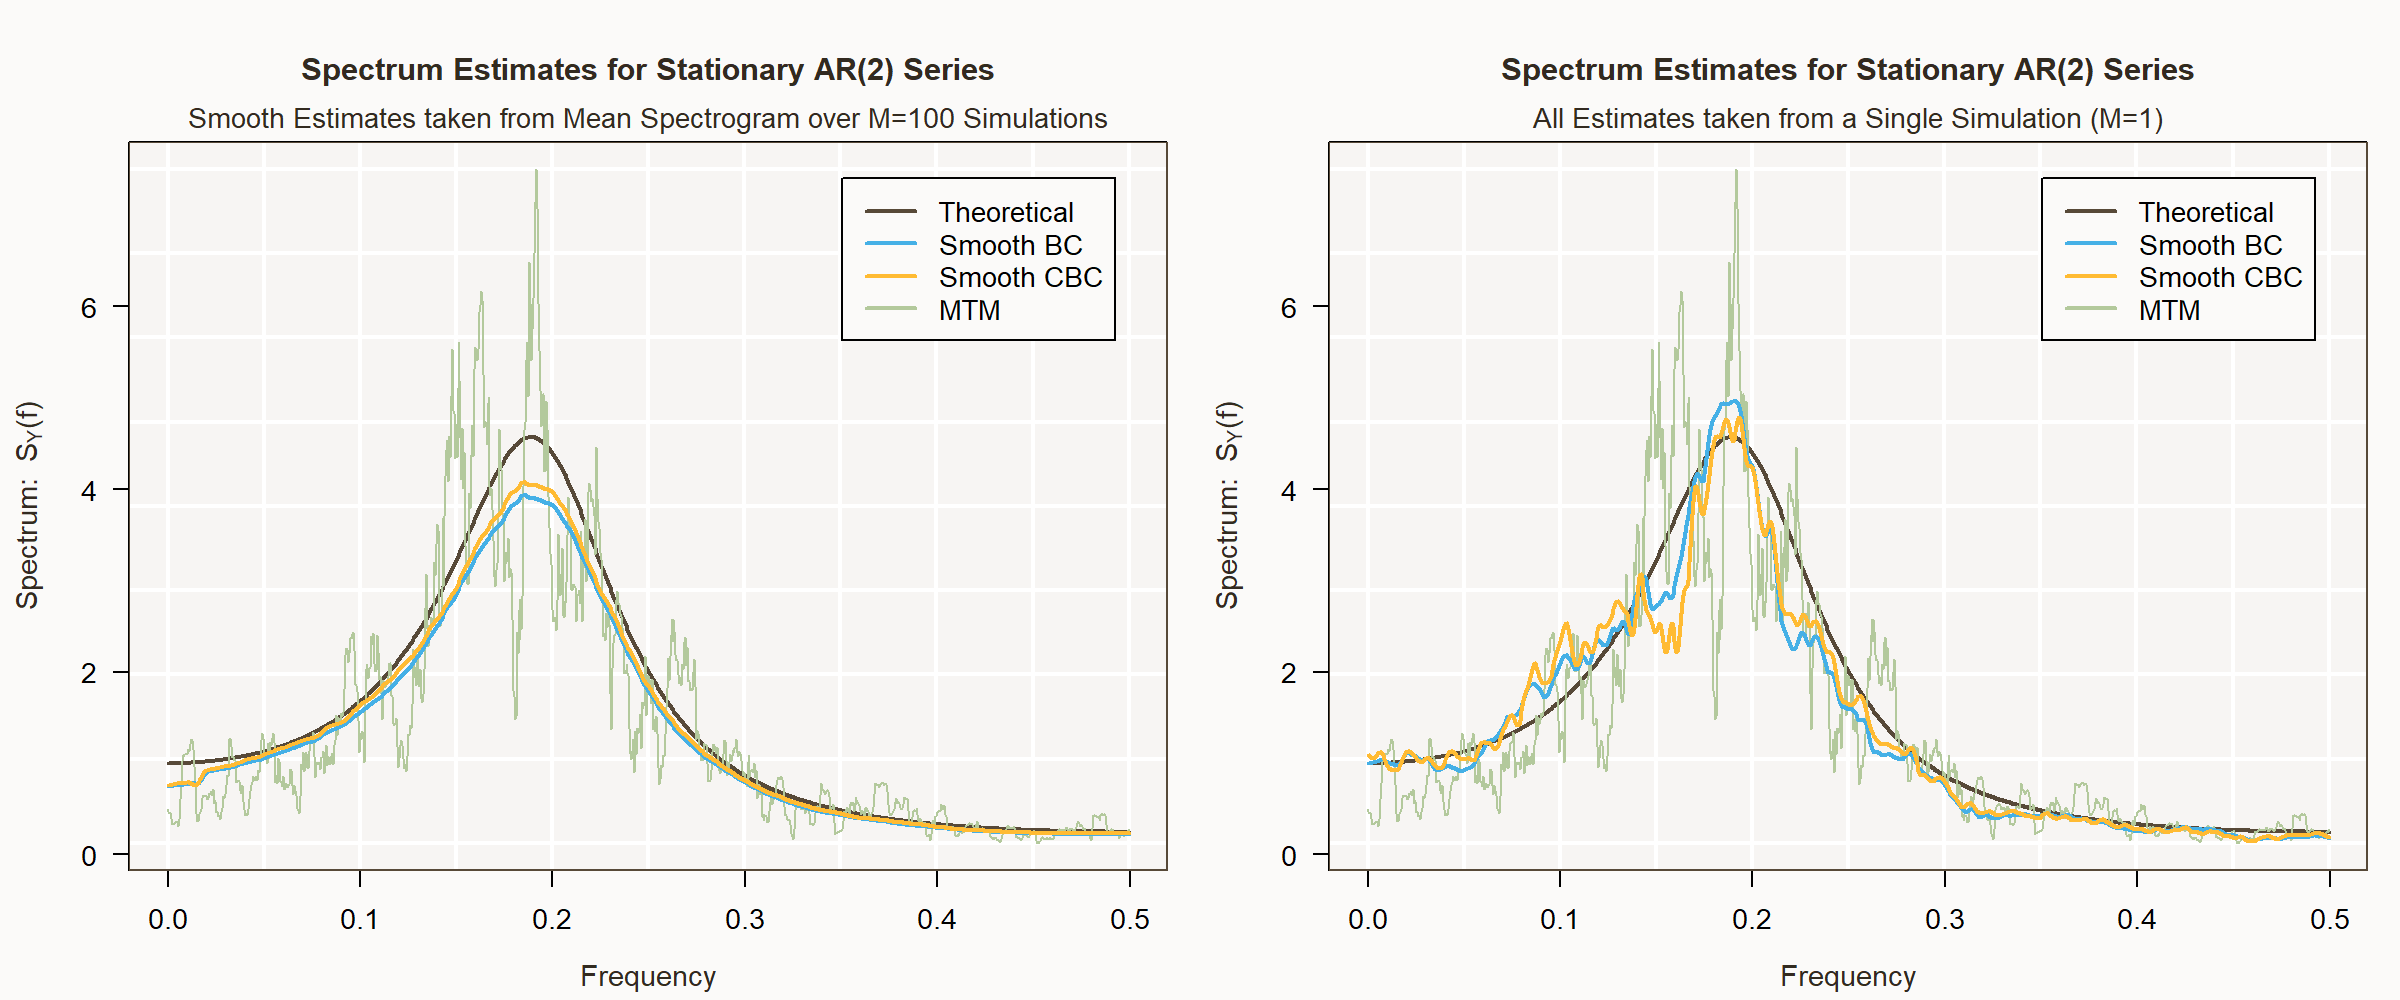 Spectrum Estimates for Stationary AR(2) Series
Smooth Estimates taken from Mean Spectrogram over M=100 Simulations
Theoretical
Smooth BC
Smooth CBC
MTM
Spectrum: SY(f)
6
4
2
0
0.0 0.1 0.2 0.3 0.4 0.5
Frequency
Spectrum Estimates for Stationary AR(2) Series
All Estimates taken from a Single Simulation (M=1)
Theoretical
Smooth BC
Smooth CBC
MTM
Spectrum: SY(f)
6
4
2
0
0.0 0.1 0.2 0.3 0.4 0.5
Frequency